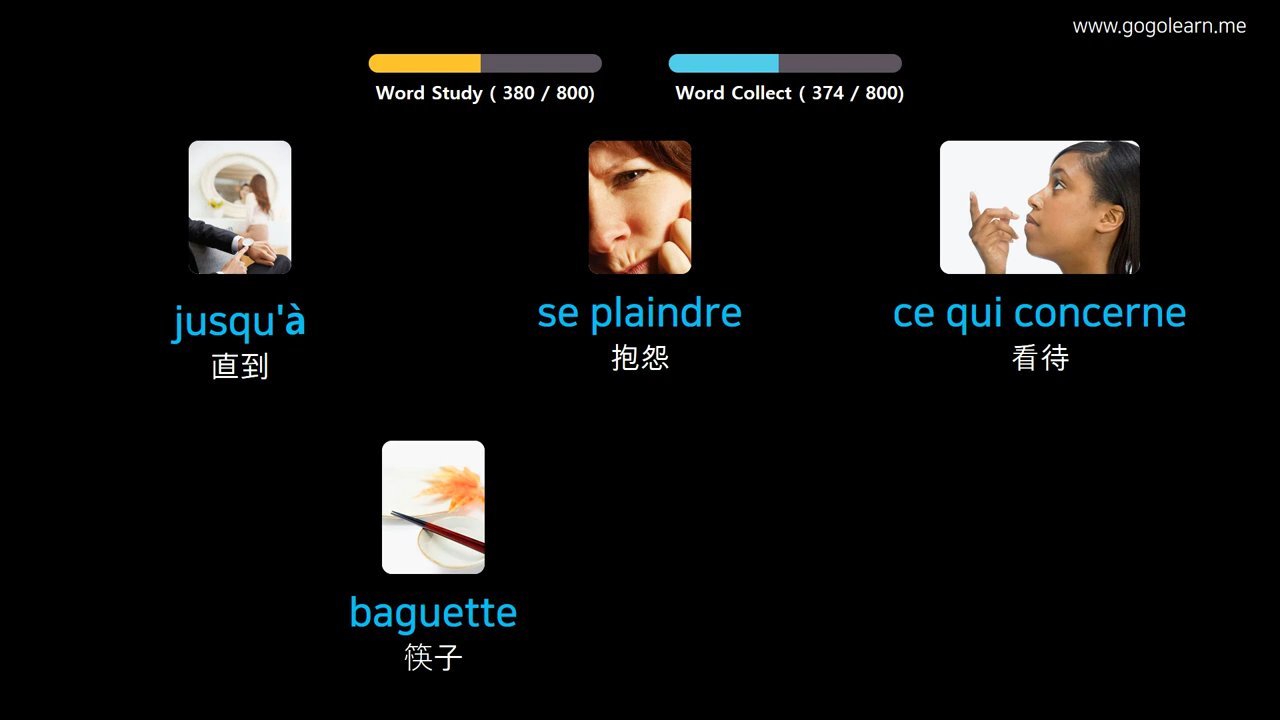 www.gogolearn.me
Word Study ( 380 / 800)
Word Collect ( 374 / 800)
jusqu'à
直到
se plaindre
抱怨
ce qui concerne
看待
baguette
筷子